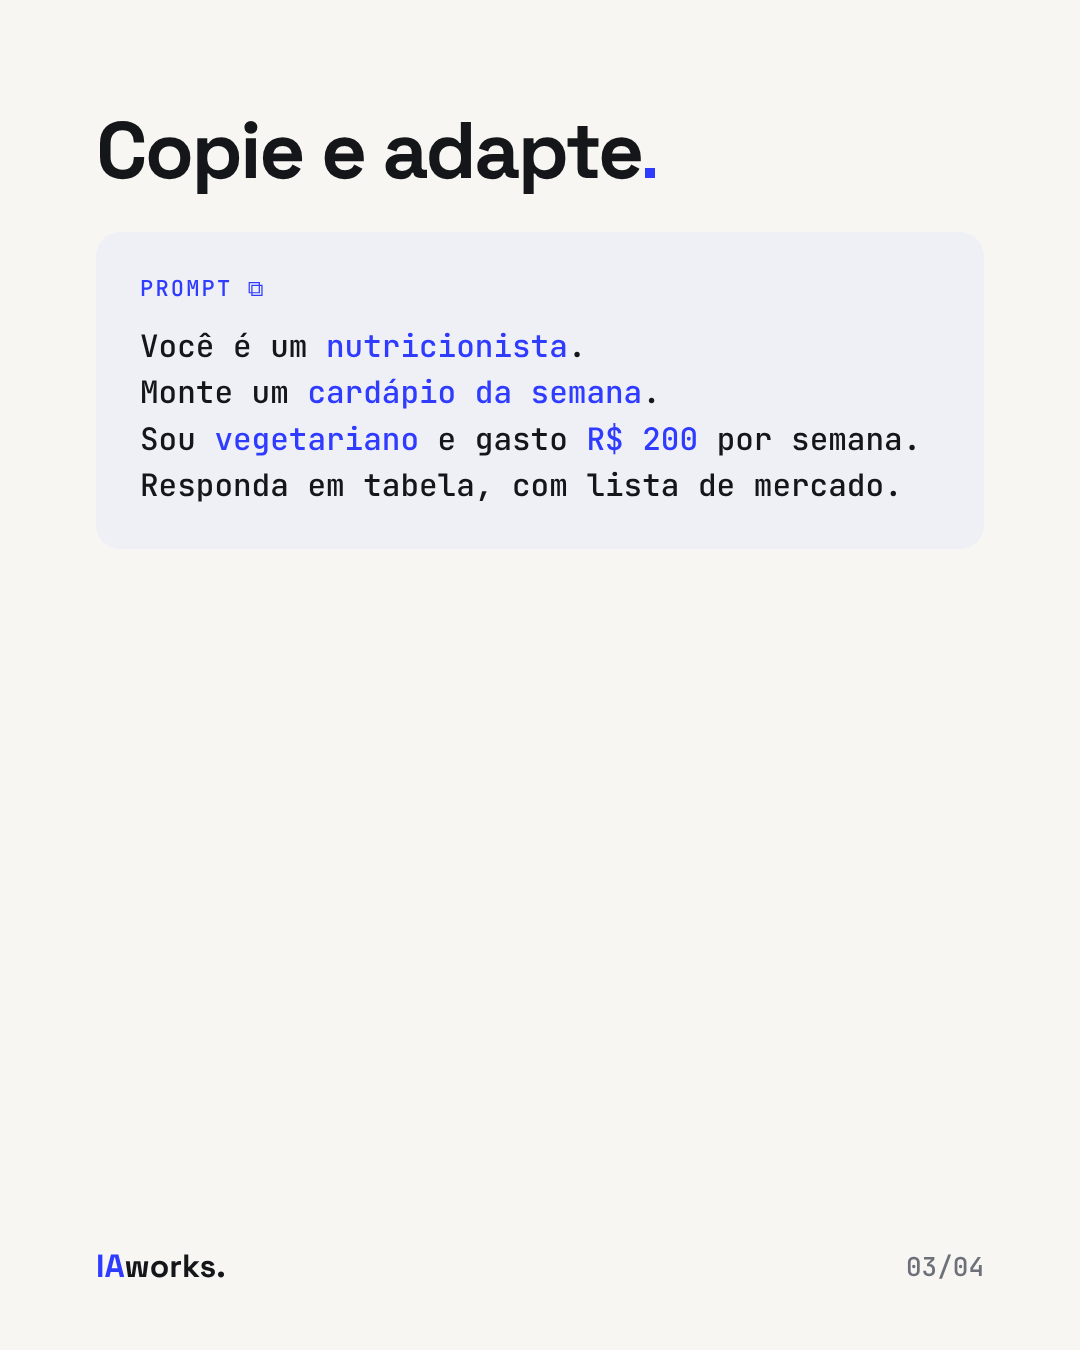 Copie e adapte.
PROMPT ⧉
Você é um nutricionista.
Monte um cardápio da semana.
Sou vegetariano e gasto R$ 200 por semana.
Responda em tabela, com lista de mercado.
IAworks.
03/04